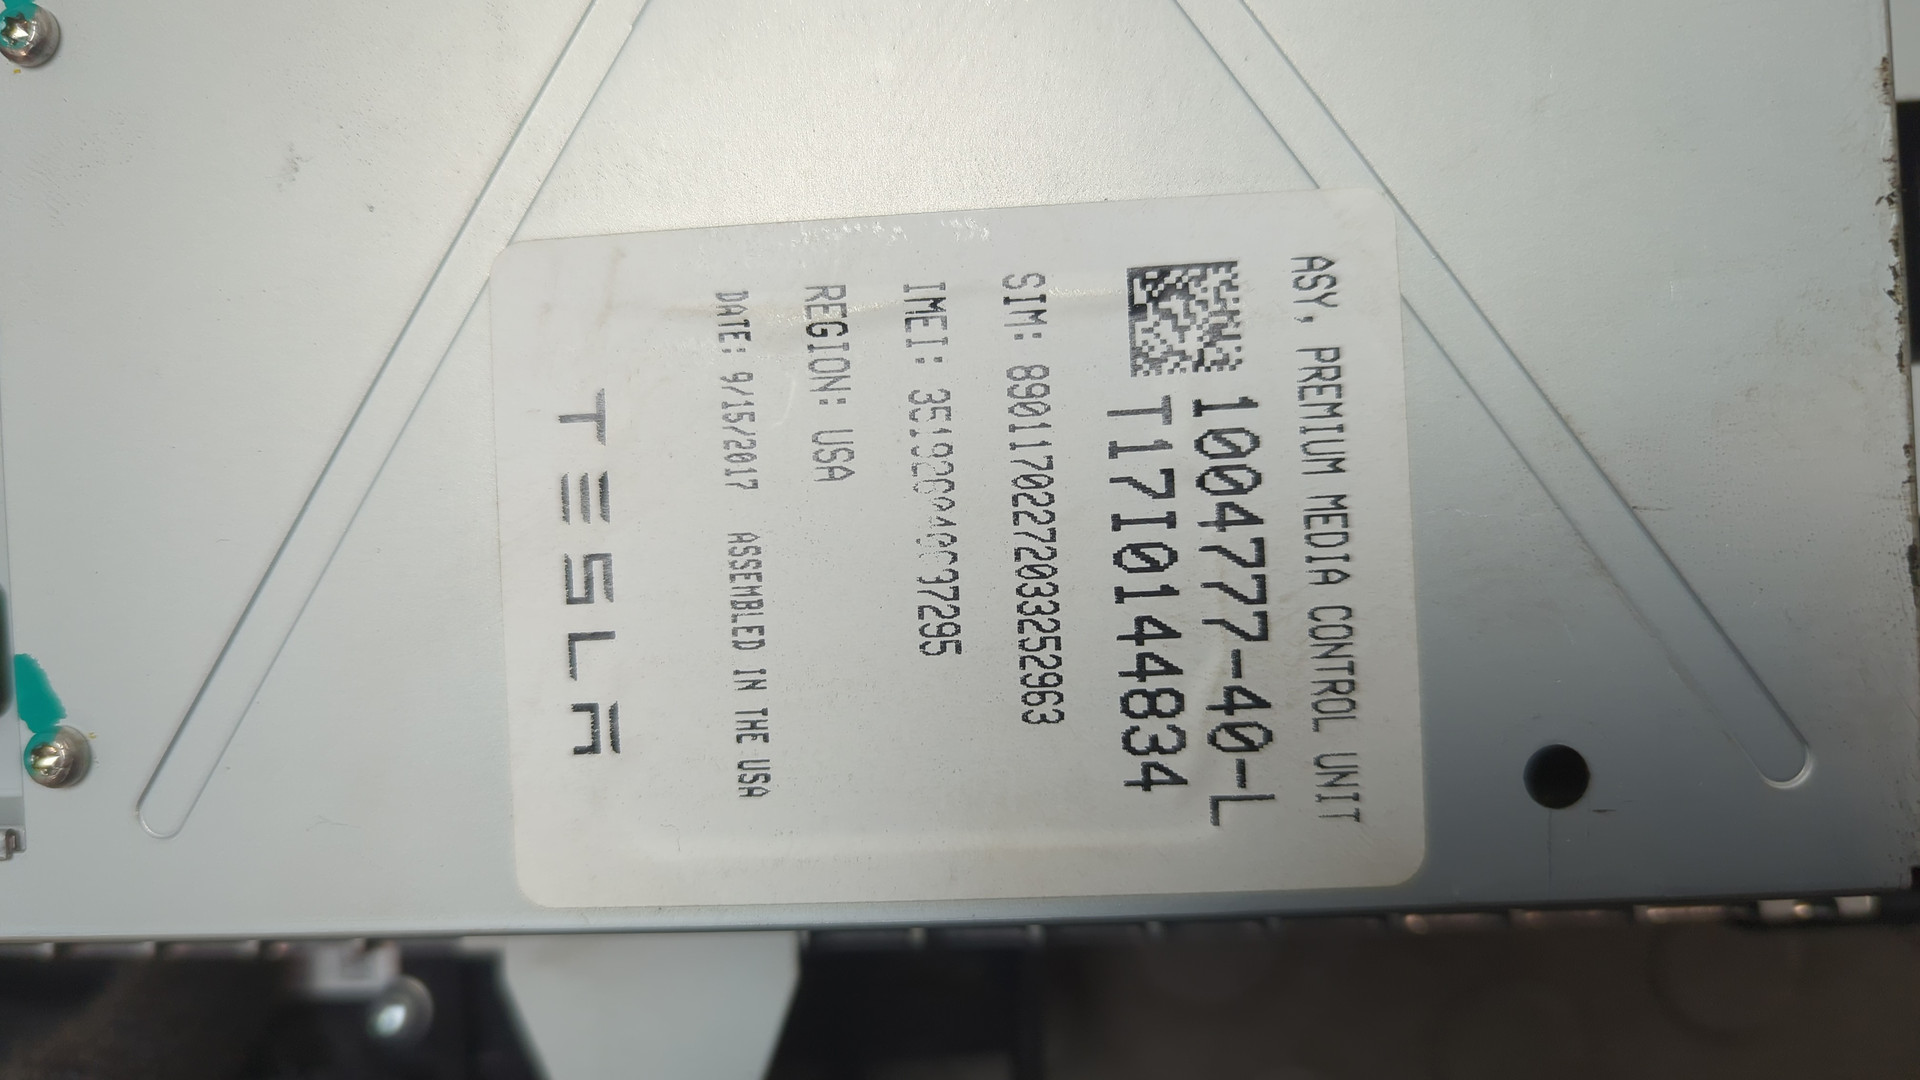 ASY, PREMIUM MEDIA CONTROL UNIT
1004777-40-L
T17I0144834
SIM: 89011702272033252963
IMEI:
REGION: USA
DATE: 9/15/2017 ASSEMBLED IN THE USA
TESLA